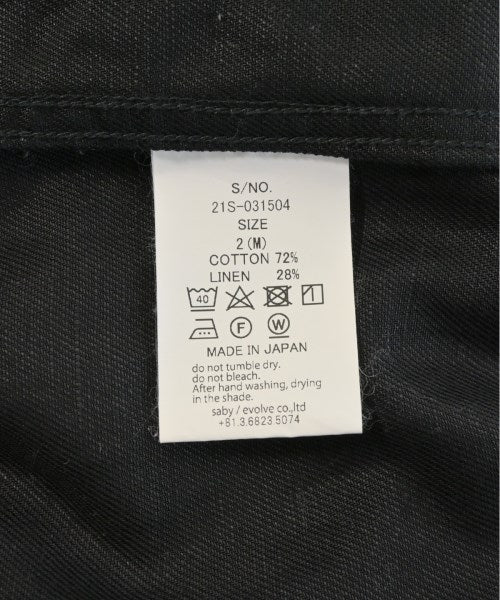 S/NO.
21S-031504
SIZE
2 (M)
COTTON 72%
LINEN 28%
40
F W
MADE IN JAPAN
do not tumble dry.
do not bleach.
After hand washing, drying
in the shade.
saby / evolve co.,ltd
+81.3.6823.5074